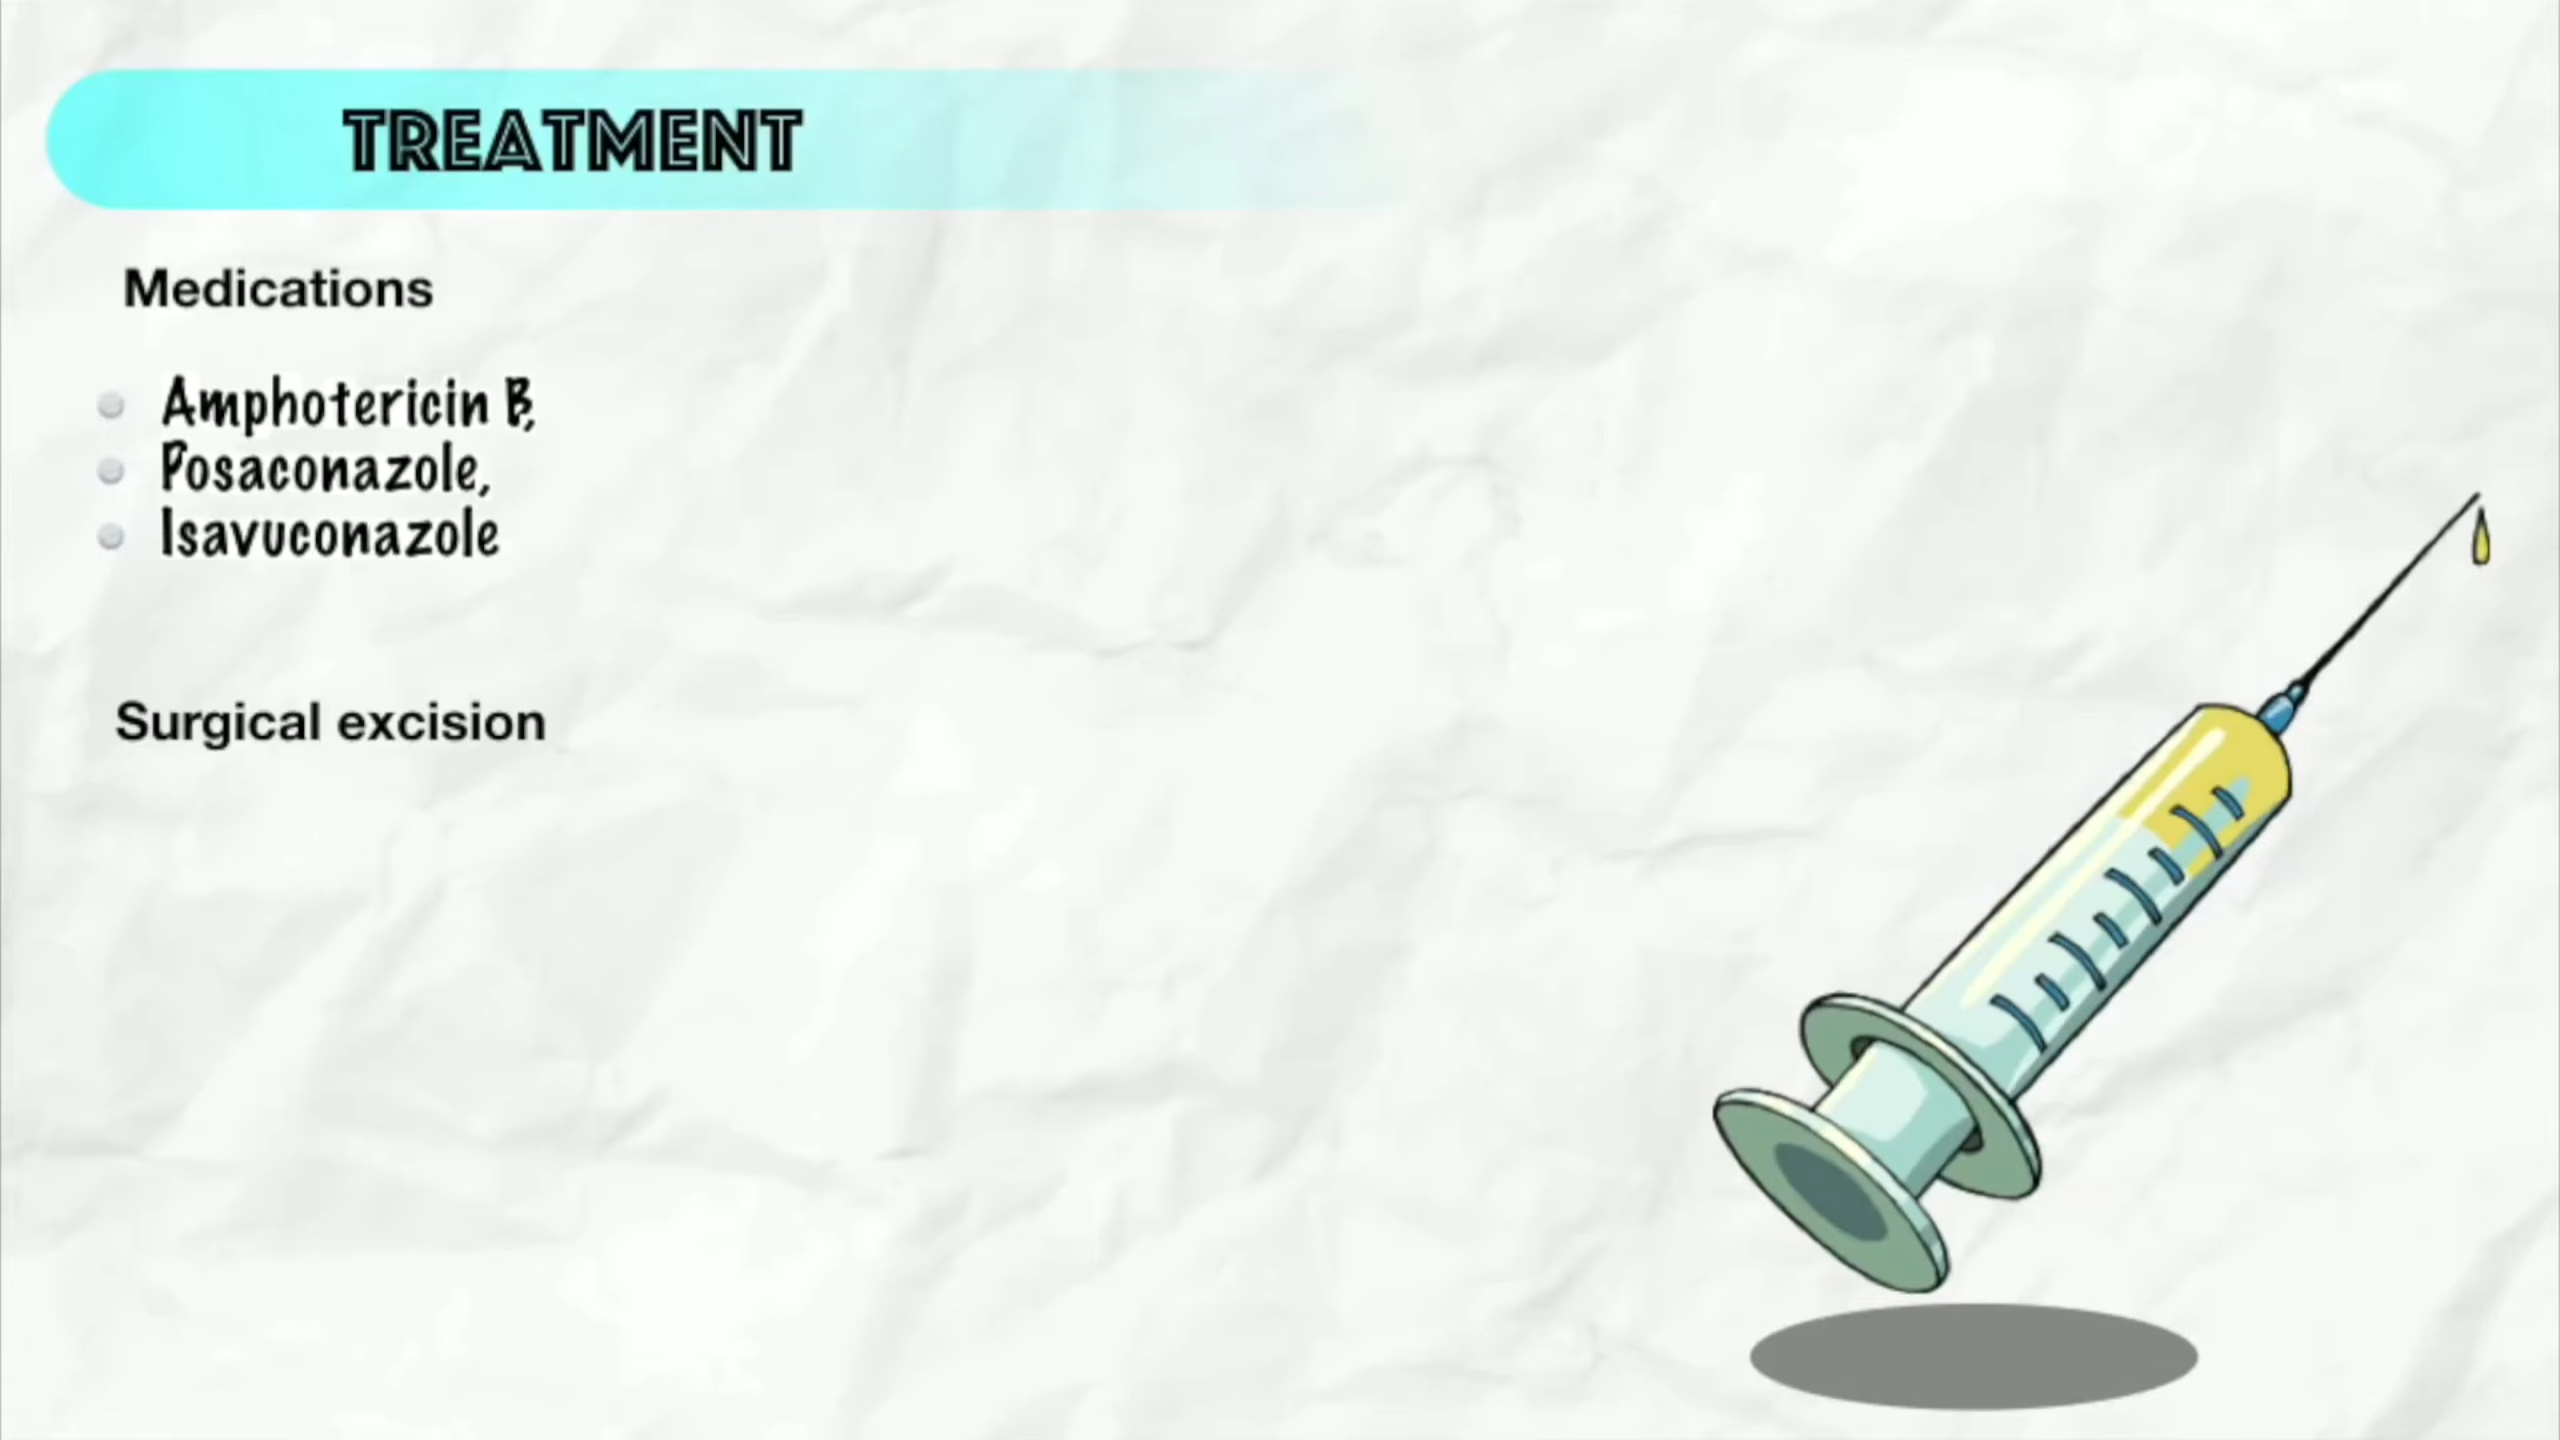 TREATMENT
Medications
Amphotericin B,
Posaconazole,
Isavuconazole
Surgical excision